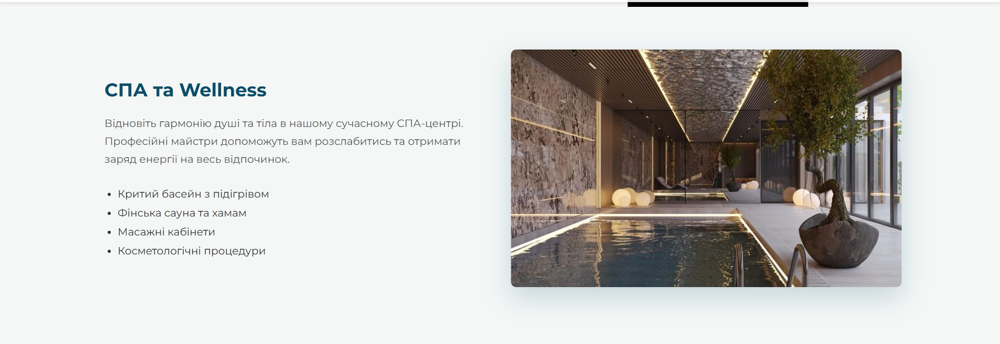 СПА та Wellness
Відновіть гармонію душі та тіла в нашому сучасному СПА-центрі.
Професійні майстри допоможуть вам розслабитись та отримати
заряд енергії на весь відпочинок.
• Критий басейн з підігрівом
• Фінська сауна та хамам
• Масажні кабінети
• Косметологічні процедури